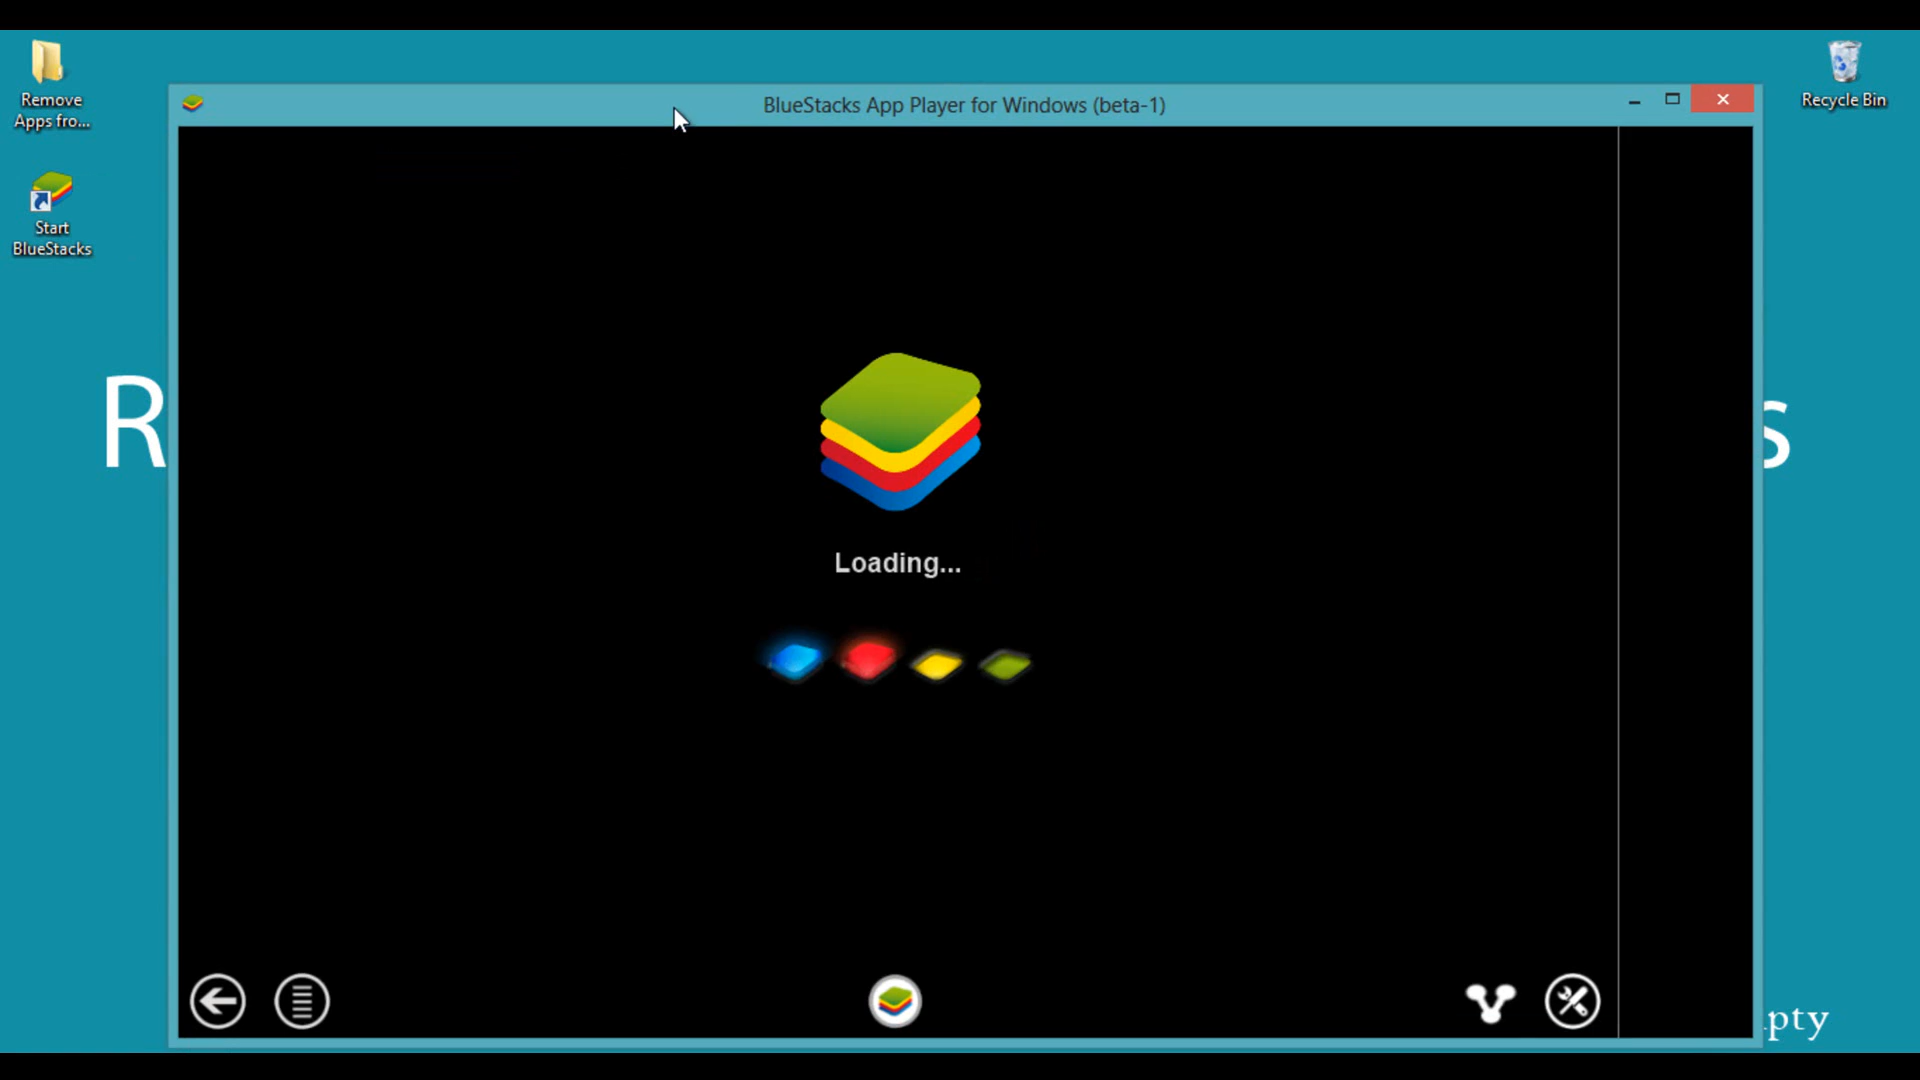 Remove
Apps fro...
Start
BlueStacks
BlueStacks App Player for Windows (beta-1)
Recycle Bin
R
s
Loading...
pty